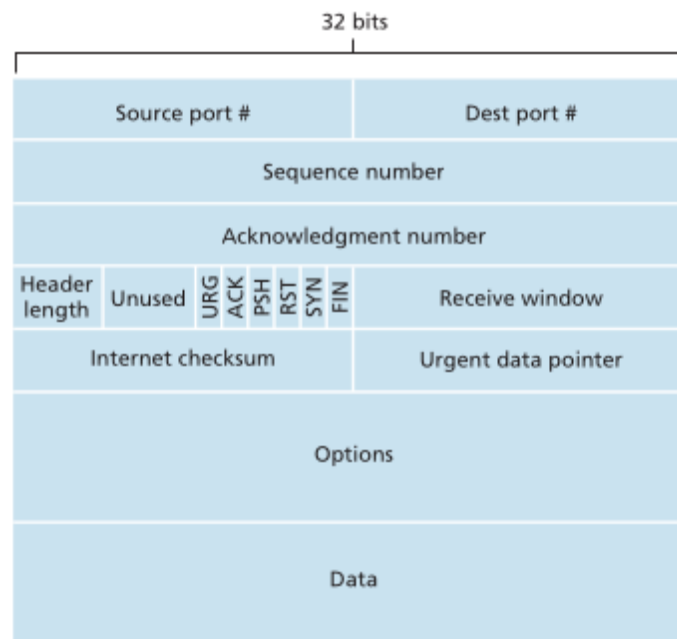 32 bits
Source port #
Dest port #
Sequence number
Acknowledgment number
Header
length
Unused
URG
ACK
PSH
RST
SYN
FIN
Receive window
Internet checksum
Urgent data pointer
Options
Data